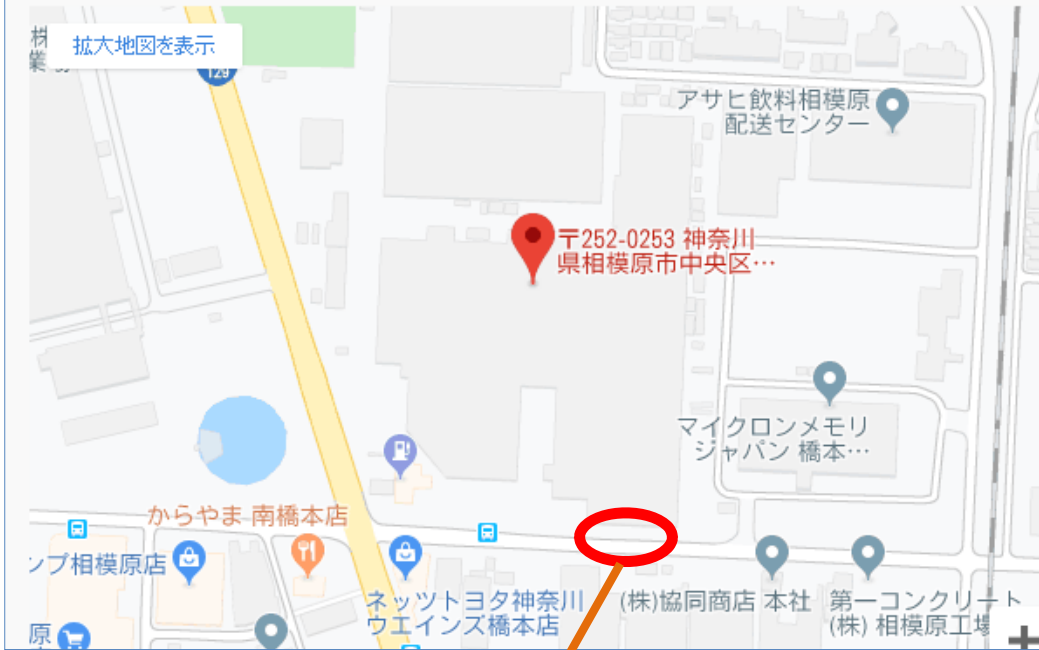 株
拡大地図を表示
業
129
アサヒ飲料相模原
配送センター
〒252-0253 神奈川
県相模原市中央区…
マイクロンメモリ
ジャパン 橋本…
からやま 南橋本店
ンプ相模原店
ネッツトヨタ神奈川
ウエインズ橋本店
(株)協同商店 本社
第一コンクリート
(株) 相模原工場
原
+